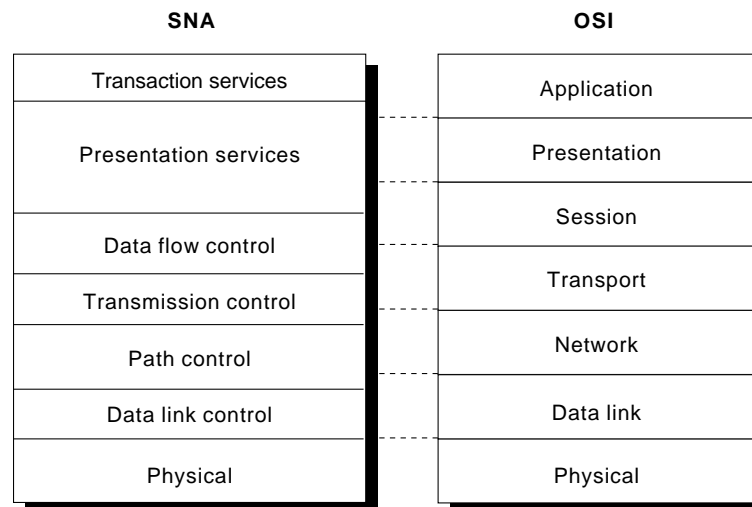 SNA
OSI
Transaction services
Presentation services
Data flow control
Transmission control
Path control
Data link control
Physical
Application
Presentation
Session
Transport
Network
Data link
Physical